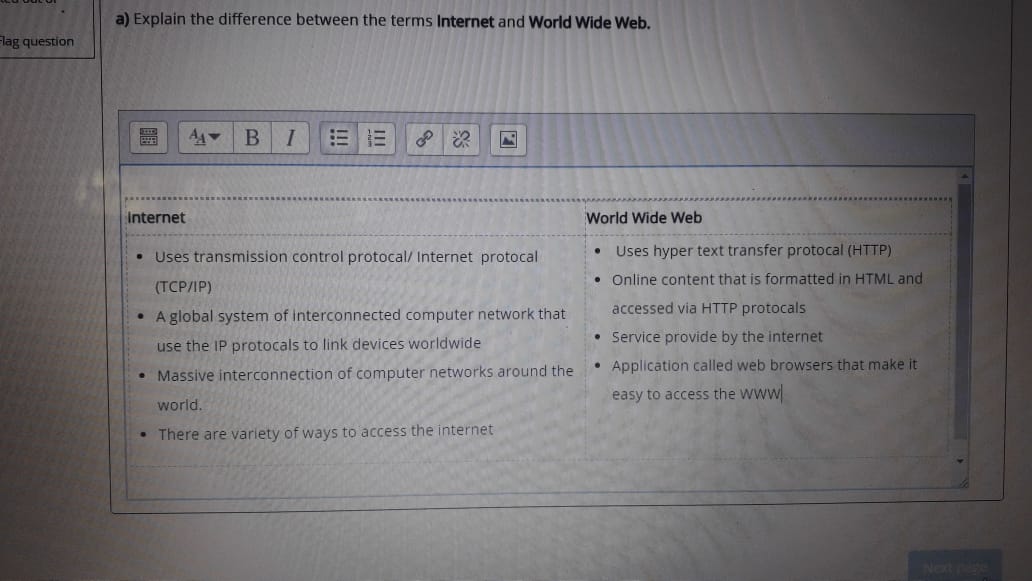 a) Explain the difference between the terms Internet and World Wide Web.
Flag question
B I
Internet
Uses transmission control protocal/ Internet protocal
(TCP/IP)
A global system of interconnected computer network that
use the IP protocals to link devices worldwide
Massive interconnection of computer networks around the
world.
There are variety of ways to access the internet
World Wide Web
Uses hyper text transfer protocal (HTTP)
Online content that is formatted in HTML and
accessed via HTTP protocals
Service provide by the internet
Application called web browsers that make it
easy to access the WWW
Next page